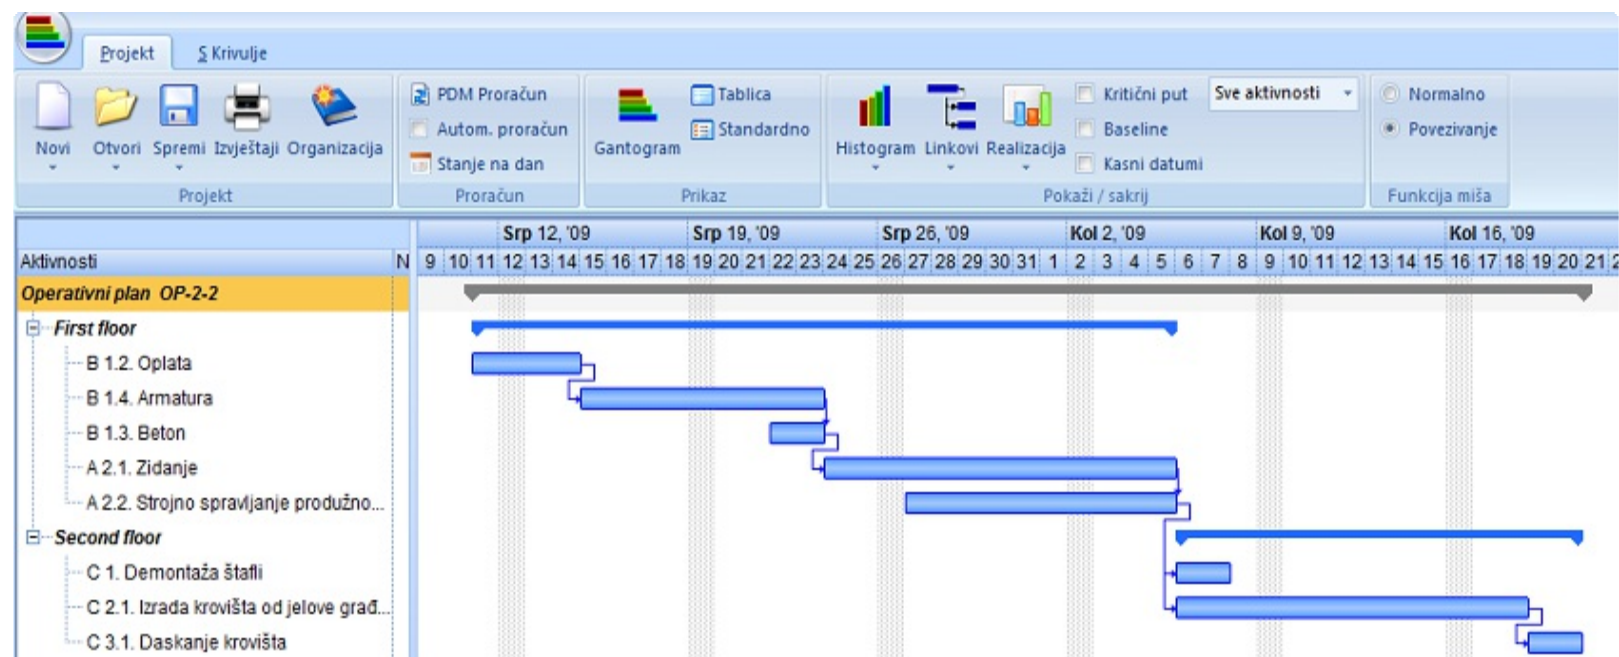 Projekt S Krivulje
Novi Otvori Spremi Izvještaji Organizacija
Projekt
PDM Proračun
Autom. proračun
Stanje na dan
Proračun
Gantogram
Tablica
Standardno
Prikaz
Histogram Linkovi Realizacija
Kritični put
Baseline
Kasni datumi
Sve aktivnosti
Pokaži / sakrij
Normalno
Povezivanje
Funkcija miša
Srp 12, '09 Srp 19, '09 Srp 26, '09 Kol 2, '09 Kol 9, '09 Kol 16, '09
Aktivnosti N 9 10 11 12 13 14 15 16 17 18 19 20 21 22 23 24 25 26 27 28 29 30 31 1 2 3 4 5 6 7 8 9 10 11 12 13 14 15 16 17 18 19 20 21
Operativni plan OP-2-2
First floor
B 1.2. Oplata
B 1.4. Armatura
B 1.3. Beton
A 2.1. Zidanje
A 2.2. Strojno spravljanje produžno...
Second floor
C 1. Demontaža štafli
C 2.1. Izrada krovišta od jelove građ...
C 3.1. Daskanje krovišta